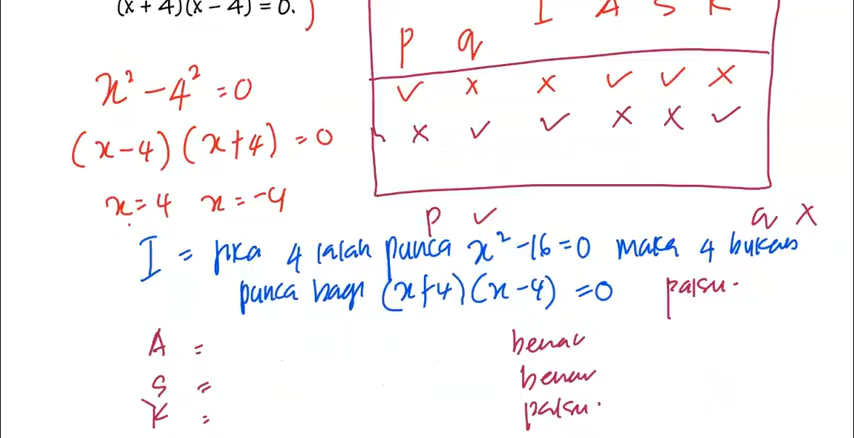 (x + 4)(x − 4) = 0. )
I A S K
p q
✓ × × ✓ ✓ ×
× ✓ ✓ × × ✓
x² − 4² = 0
(x − 4) (x + 4) = 0
x = 4 x = −4
p ✓ q ×
I = jika 4 ialah punca x² − 16 = 0 maka 4 bukan
punca bagi (x + 4)(x − 4) = 0 palsu.
A = benar
S = benar
K = palsu.